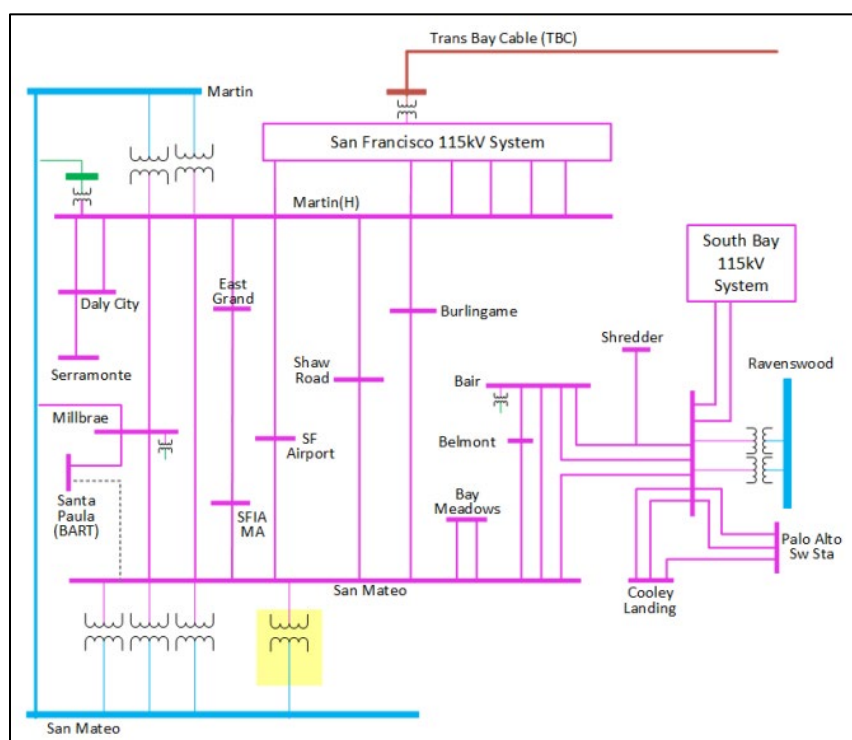 Trans Bay Cable (TBC)
Martin
San Francisco 115kV System
Martin(H)
South Bay
115kV
System
East
Grand
Daly City
Burlingame
Shredder
Ravenswood
Serramonte
Shaw
Road
Bair
Millbrae
SF
Airport
Belmont
Santa
Paula
(BART)
SFIA
MA
Bay
Meadows
Palo Alto
Sw Sta
San Mateo
Cooley
Landing
San Mateo